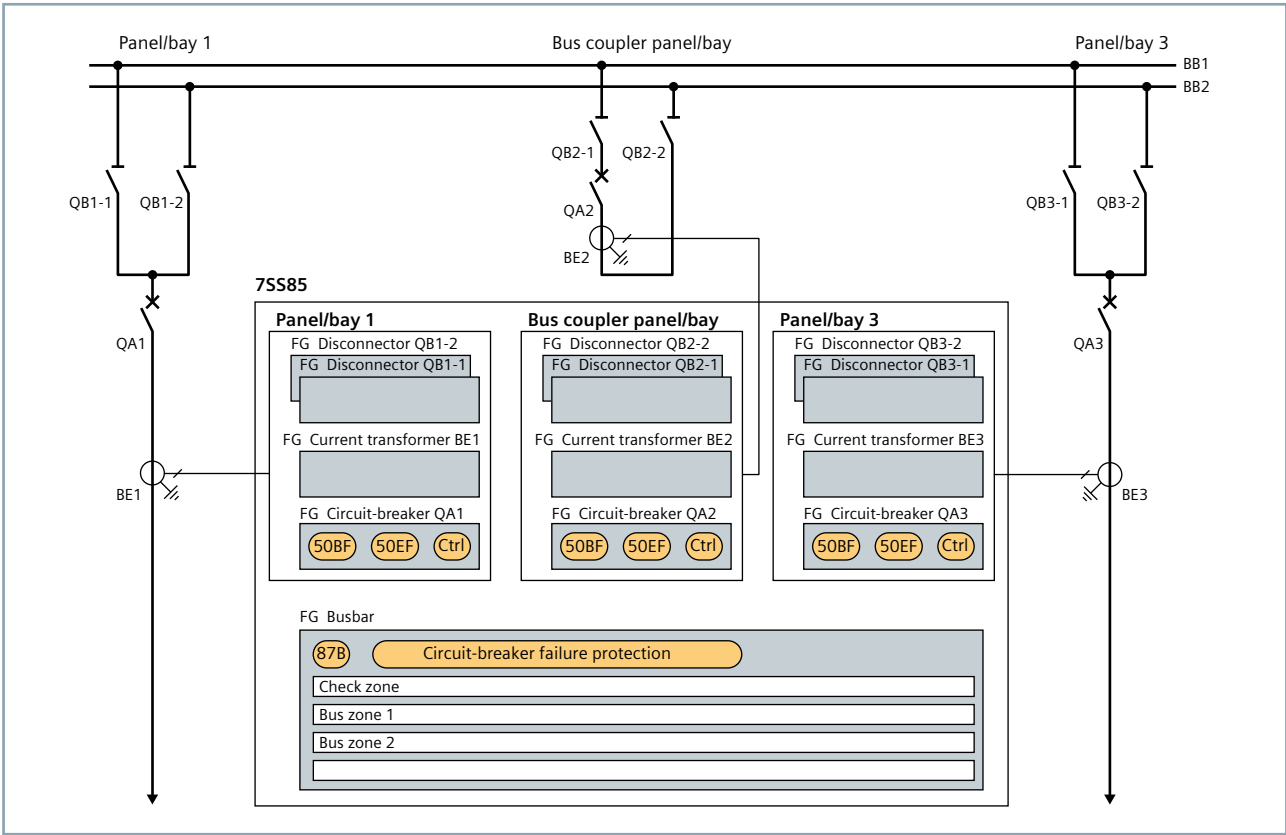 Panel/bay 1 Bus coupler panel/bay Panel/bay 3
BB1
BB2
QB2-1 QB2-2
QB1-1 QB1-2 QB3-1 QB3-2
QA2
BE2
7SS85
Panel/bay 1 Bus coupler panel/bay Panel/bay 3
QA1 FG Disconnector QB1-2 FG Disconnector QB2-2 FG Disconnector QB3-2 QA3
FG Disconnector QB1-1 FG Disconnector QB2-1 FG Disconnector QB3-1
FG Current transformer BE1 FG Current transformer BE2 FG Current transformer BE3
BE1 BE3
FG Circuit-breaker QA1 FG Circuit-breaker QA2 FG Circuit-breaker QA3
50BF 50EF Ctrl 50BF 50EF Ctrl 50BF 50EF Ctrl
FG Busbar
87B Circuit-breaker failure protection
Check zone
Bus zone 1
Bus zone 2